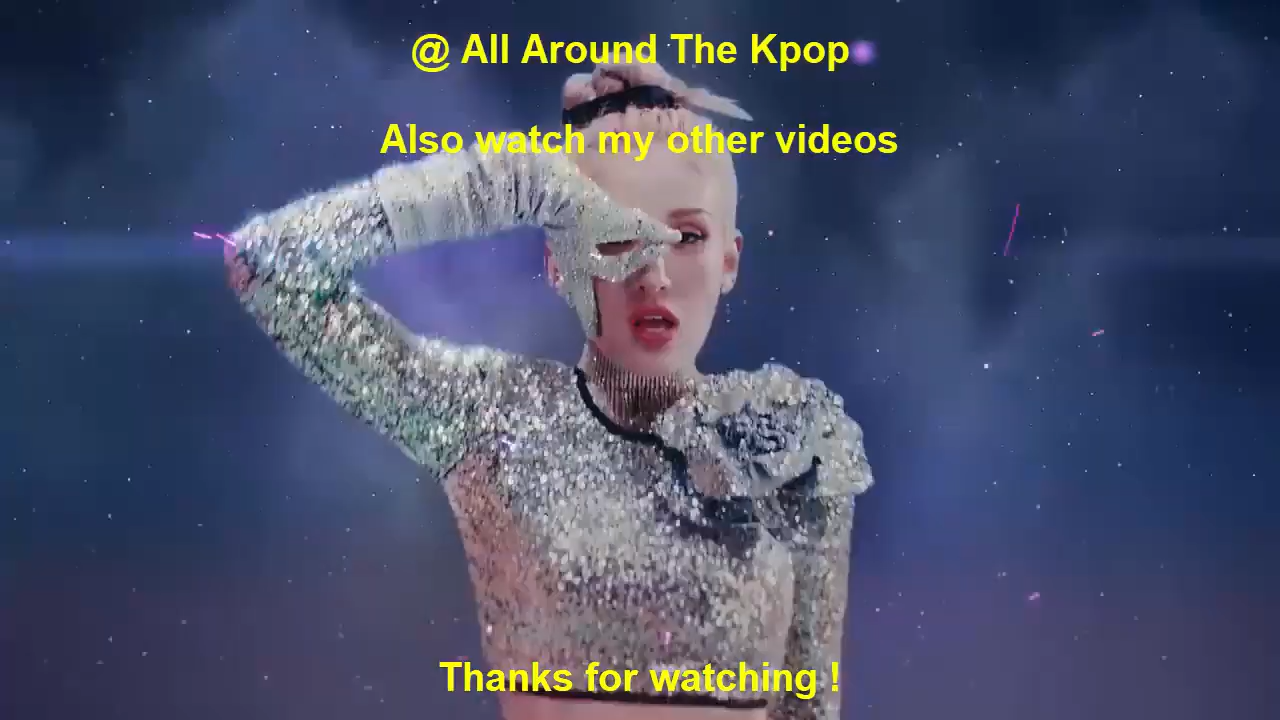 @ All Around The Kpop
Also watch my other videos
Thanks for watching !